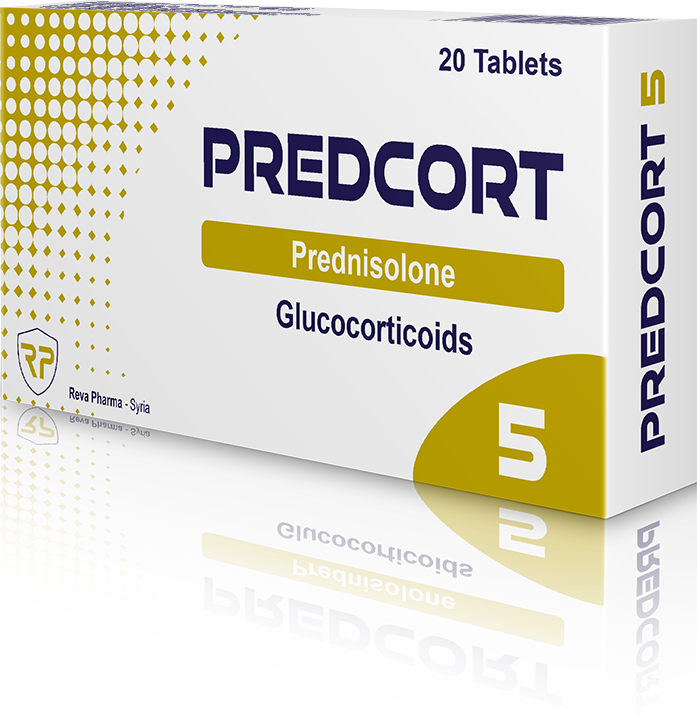 20 Tablets
PREDCORT
Prednisolone
Glucocorticoids
RP
Reva Pharma - Syria
5
PREDCORT 5